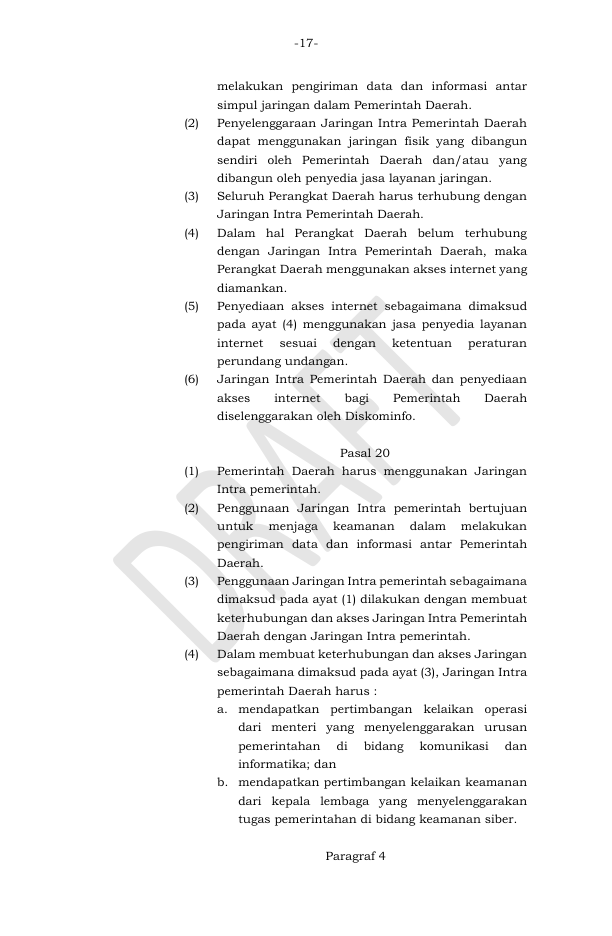 -17-
melakukan pengiriman data dan informasi antar
simpul jaringan dalam Pemerintah Daerah.
(2) Penyelenggaraan Jaringan Intra Pemerintah Daerah
dapat menggunakan jaringan fisik yang dibangun
sendiri oleh Pemerintah Daerah dan/atau yang
dibangun oleh penyedia jasa layanan jaringan.
(3) Seluruh Perangkat Daerah harus terhubung dengan
Jaringan Intra Pemerintah Daerah.
(4) Dalam hal Perangkat Daerah belum terhubung
dengan Jaringan Intra Pemerintah Daerah, maka
Perangkat Daerah menggunakan akses internet yang
diamankan.
(5) Penyediaan akses internet sebagaimana dimaksud
pada ayat (4) menggunakan jasa penyedia layanan
internet sesuai dengan ketentuan peraturan
perundang undangan.
(6) Jaringan Intra Pemerintah Daerah dan penyediaan
akses internet bagi Pemerintah Daerah
diselenggarakan oleh Diskominfo.
Pasal 20
(1) Pemerintah Daerah harus menggunakan Jaringan
Intra pemerintah.
(2) Penggunaan Jaringan Intra pemerintah bertujuan
untuk menjaga keamanan dalam melakukan
pengiriman data dan informasi antar Pemerintah
Daerah.
(3) Penggunaan Jaringan Intra pemerintah sebagaimana
dimaksud pada ayat (1) dilakukan dengan membuat
keterhubungan dan akses Jaringan Intra Pemerintah
Daerah dengan Jaringan Intra pemerintah.
(4) Dalam membuat keterhubungan dan akses Jaringan
sebagaimana dimaksud pada ayat (3), Jaringan Intra
pemerintah Daerah harus :
a. mendapatkan pertimbangan kelaikan operasi
dari menteri yang menyelenggarakan urusan
pemerintahan di bidang komunikasi dan
informatika; dan
b. mendapatkan pertimbangan kelaikan keamanan
dari kepala lembaga yang menyelenggarakan
tugas pemerintahan di bidang keamanan siber.
Paragraf 4
DRAFT